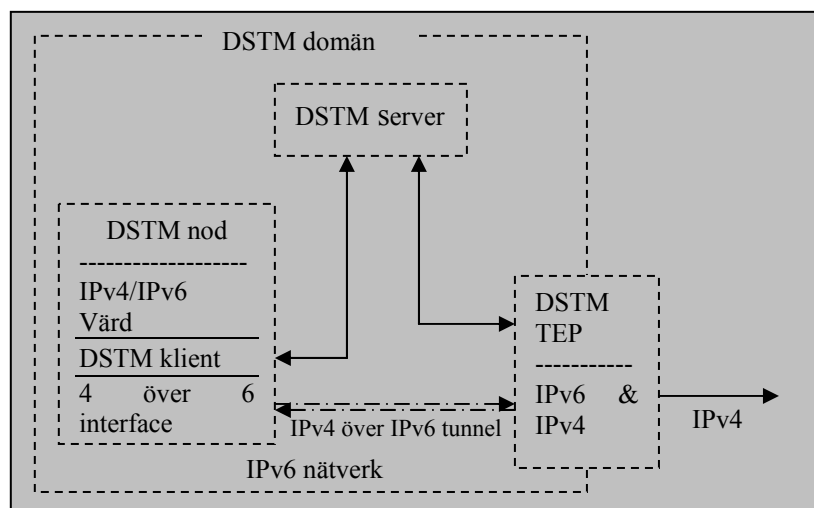 DSTM domän
DSTM Server
DSTM nod
--------------------
IPv4/IPv6
Värd
DSTM klient
4 över 6
interface
DSTM
TEP
------------
IPv6 &
IPv4
IPv4
IPv4 över IPv6 tunnel
IPv6 nätverk